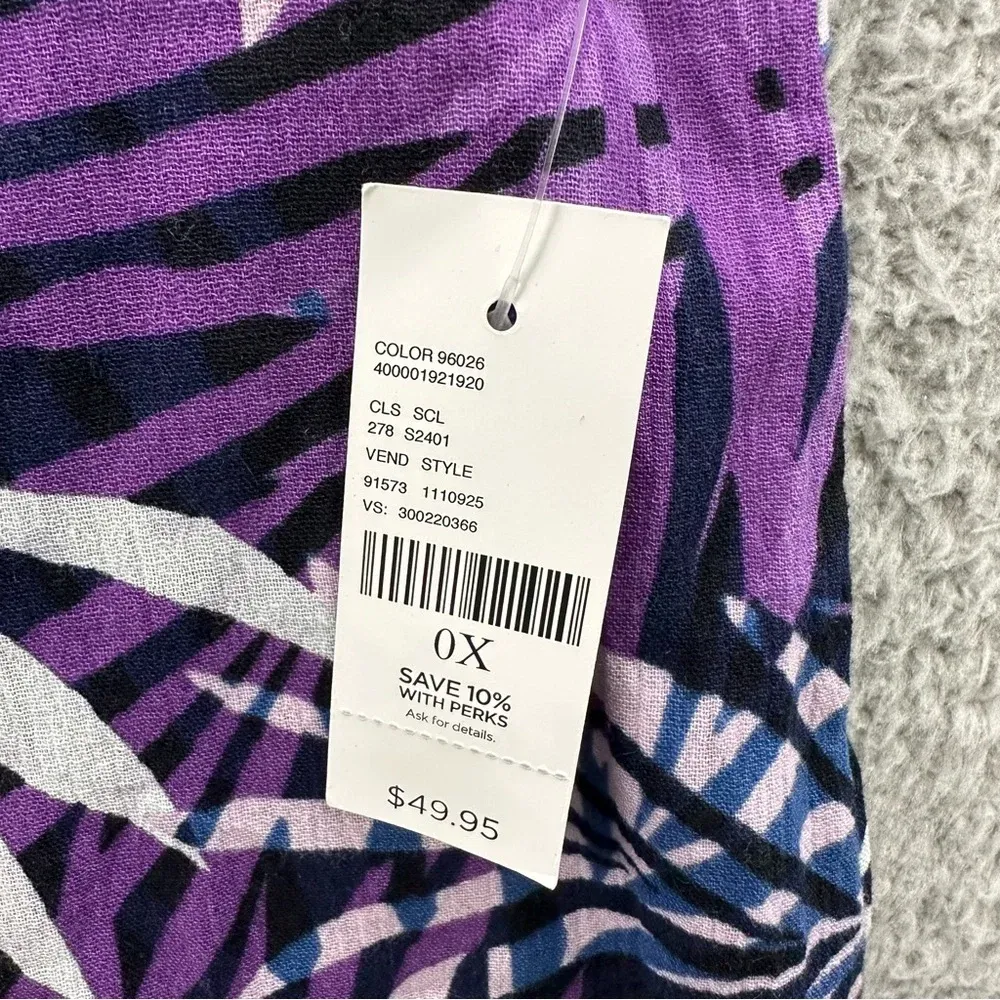 COLOR 96026
400001921920
CLS SCL
278 S2401
VEND STYLE
91573 1110925
VS: 300220366
0X
SAVE 10%
WITH PERKS
Ask for details.
$49.95